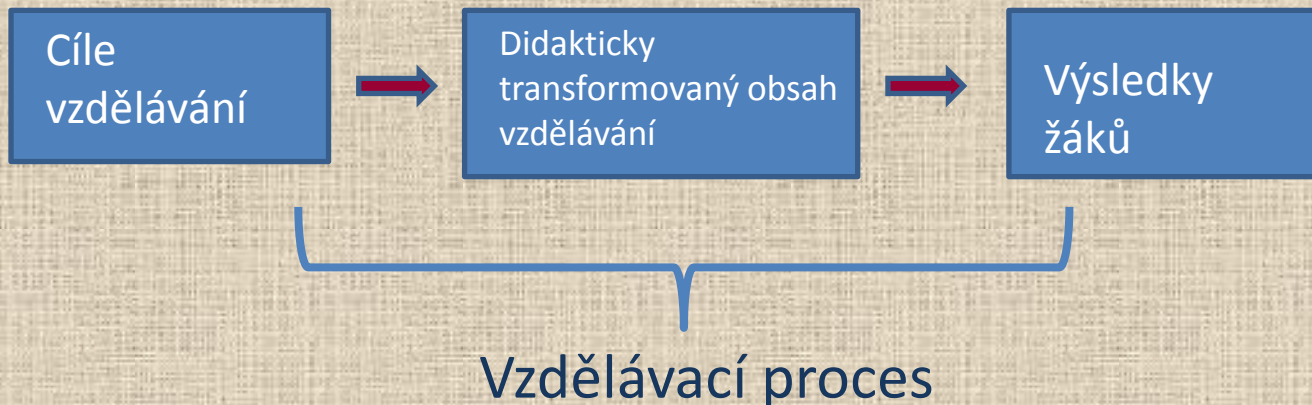 Cíle
vzdělávání
Didakticky
transformovaný obsah
vzdělávání
Výsledky
žáků
Vzdělávací proces